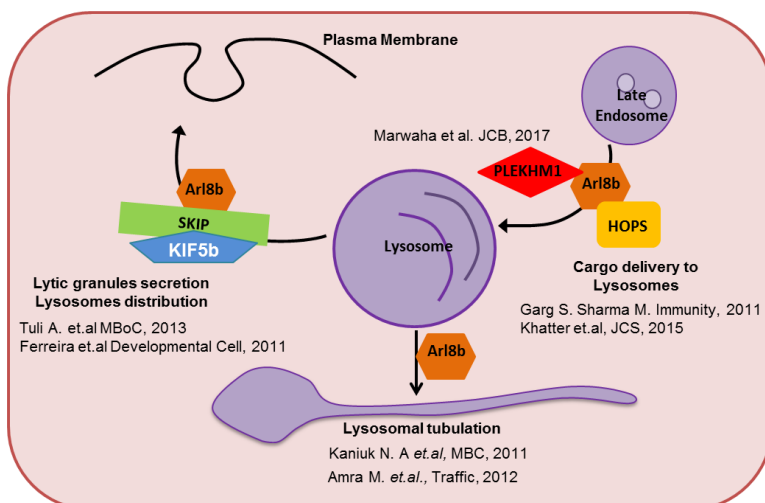 Plasma Membrane
Late
Endosome
Marwaha et al. JCB, 2017
PLEKHM1
Arl8b
HOPS
Arl8b
SKIP
KIF5b
Lysosome
Cargo delivery to
Lysosomes
Garg S. Sharma M. Immunity, 2011
Khatter et.al, JCS, 2015
Lytic granules secretion
Lysosomes distribution
Tuli A. et.al MBoC, 2013
Ferreira et.al Developmental Cell, 2011
Arl8b
Lysosomal tubulation
Kaniuk N. A et.al, MBC, 2011
Amra M. et.al., Traffic, 2012